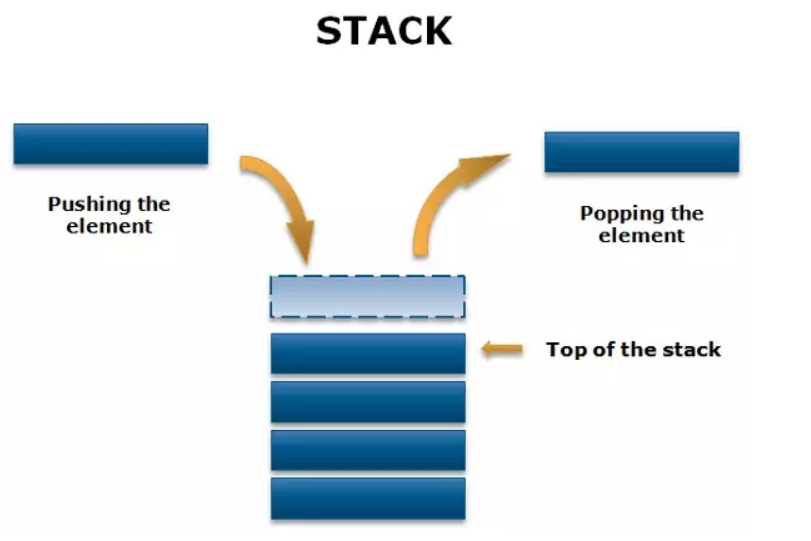 STACK
Pushing the
element
Popping the
element
Top of the stack